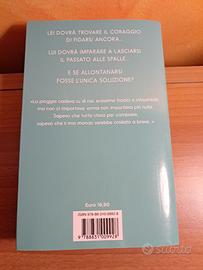 LEI DOVRÀ TROVARE IL CORAGGIO
DI FIDARSI ANCORA...
LUI DOVRÀ IMPARARE A LASCIARSI
IL PASSATO ALLE SPALLE.
E SE ALLONTANARSI
FOSSE L'UNICA SOLUZIONE?
«La pioggia cadeva su di noi, eravamo fradici e infreddoliti,
ma non ci importava: ormai non importava più nulla.
Sapevo che tutto stava per cambiare,
sapevo che il mio mondo sarebbe crollato a breve...»
Euro 16,90
ISBN
subito